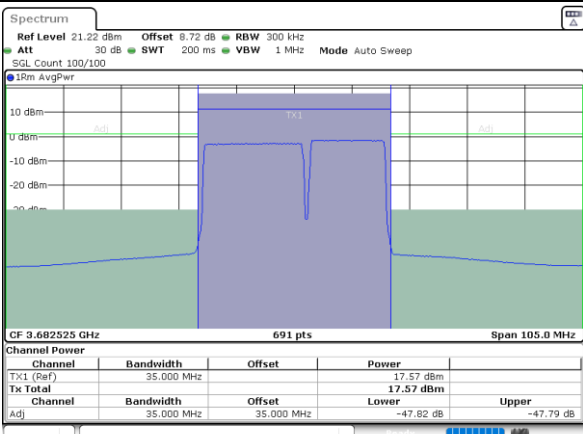 Spectrum
Ref Level 21.22 dBm Offset 8.72 dB RBW 300 kHz
Att 30 dB SWT 200 ms VBW 1 MHz Mode Auto Sweep
SGL Count 100/100
1Rm AvgPwr
10 dBm
TX1
Adj Adj
0 dBm
-10 dBm
-20 dBm
-30 dBm
CF 3.682525 GHz 691 pts Span 105.0 MHz
Channel Power
Channel Bandwidth Offset Power
TX1 (Ref) 35.000 MHz 17.57 dBm
Tx Total 17.57 dBm
Channel Bandwidth Offset Lower Upper
Adj 35.000 MHz 35.000 MHz -47.82 dB -47.79 dB